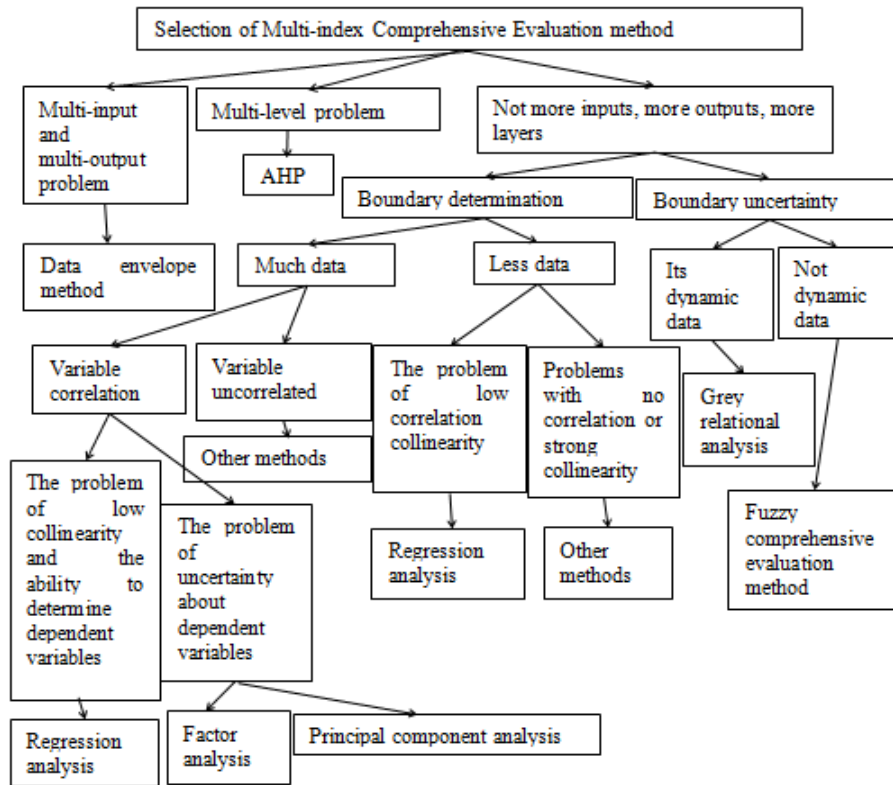 Selection of Multi-index Comprehensive Evaluation method
Multi-input
and
multi-output
problem
Multi-level problem
Not more inputs, more outputs, more
layers
AHP
Boundary determination
Boundary uncertainty
Data envelope
method
Much data
Less data
Its
dynamic
data
Not
dynamic
data
Variable
correlation
Variable
uncorrelated
The problem
of low
correlation
collinearity
Problems
with no
correlation or
strong
collinearity
Grey
relational
analysis
Other methods
The problem
of low
collinearity
and the
ability to
determine
dependent
variables
The problem
of
uncertainty
about
dependent
variables
Regression
analysis
Other
methods
Fuzzy
comprehensive
evaluation
method
Regression
analysis
Factor
analysis
Principal component analysis